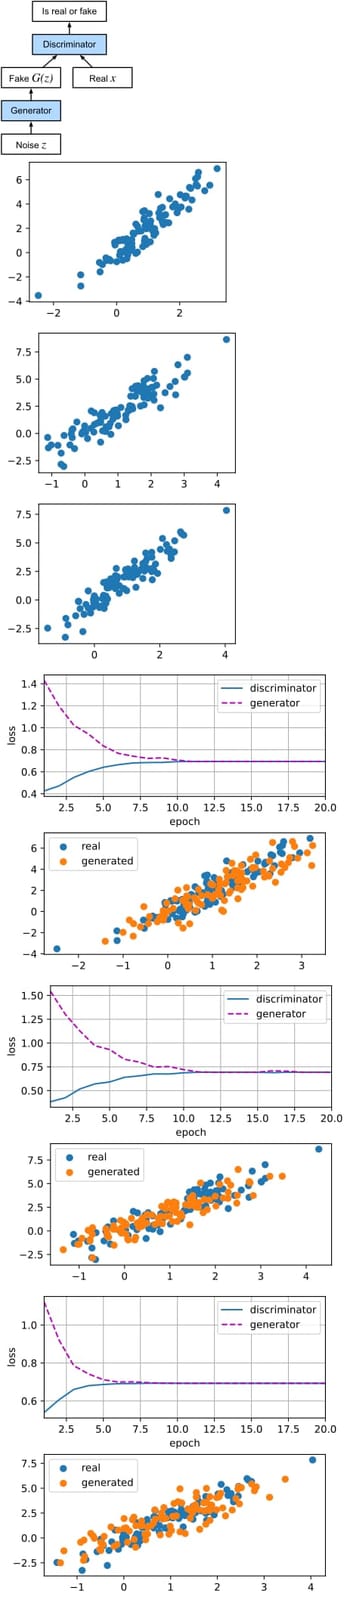 Is real or fake
Discriminator
Fake G(z) Real x
Generator
Noise z
6
4
2
0
−2
−4
−2 0 2
7.5
5.0
2.5
0.0
−2.5
−1 0 1 2 3 4
7.5
5.0
2.5
0.0
−2.5
0 2 4
1.4
1.2
1.0
0.8
0.6
0.4
loss
discriminator
generator
2.5 5.0 7.5 10.0 12.5 15.0 17.5 20.0
epoch
6
4
2
0
−2
−4
real
generated
−2 −1 0 1 2 3
1.50
1.25
1.00
0.75
0.50
loss
discriminator
generator
2.5 5.0 7.5 10.0 12.5 15.0 17.5 20.0
epoch
7.5
5.0
2.5
0.0
−2.5
real
generated
−1 0 1 2 3 4
1.0
0.8
0.6
loss
discriminator
generator
2.5 5.0 7.5 10.0 12.5 15.0 17.5 20.0
epoch
7.5
5.0
2.5
0.0
−2.5
real
generated
−1 0 1 2 3 4